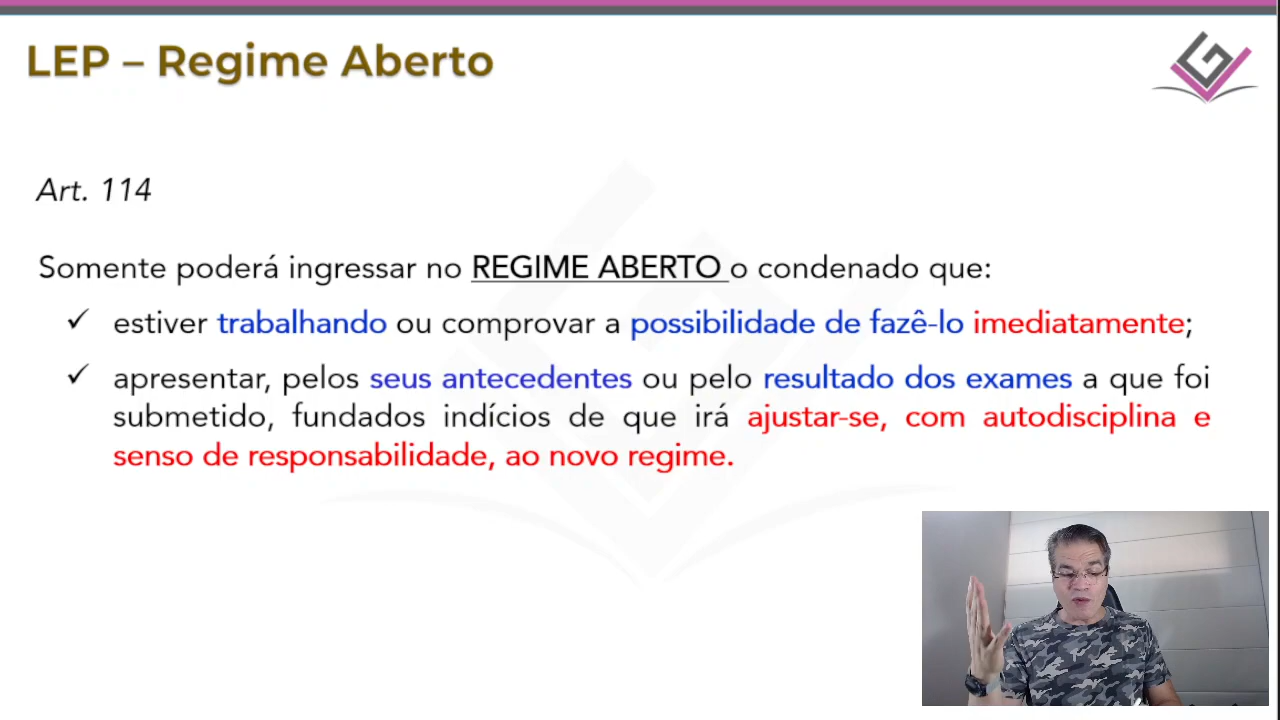 LEP – Regime Aberto
Art. 114
Somente poderá ingressar no REGIME ABERTO o condenado que:
✓ estiver trabalhando ou comprovar a possibilidade de fazê-lo imediatamente;
✓ apresentar, pelos seus antecedentes ou pelo resultado dos exames a que foi
submetido, fundados indícios de que irá ajustar-se, com autodisciplina e
senso de responsabilidade, ao novo regime.